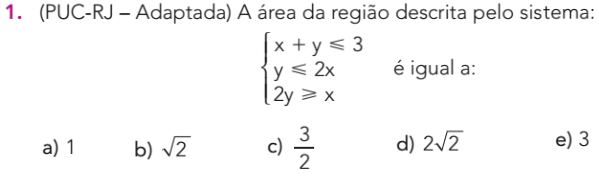 1. (PUC-RJ – Adaptada) A área da região descrita pelo sistema:
x + y ⩽ 3
y ⩽ 2x é igual a:
2y ⩾ x
a) 1 b) √2 c) 3/2 d) 2√2 e) 3